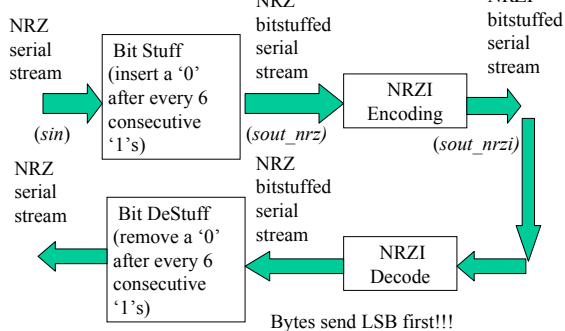 NRZ
serial
stream
(sin)
Bit Stuff
(insert a ‘0’
after every 6
consecutive
‘1’s)
NRZ
bitstuffed
serial
stream
(sout_nrz)
NRZI
Encoding
NRZI
bitstuffed
serial
stream
(sout_nrzi)
NRZ
serial
stream
Bit DeStuff
(remove a ‘0’
after every 6
consecutive
‘1’s)
NRZ
bitstuffed
serial
stream
NRZI
Decode
Bytes send LSB first!!!